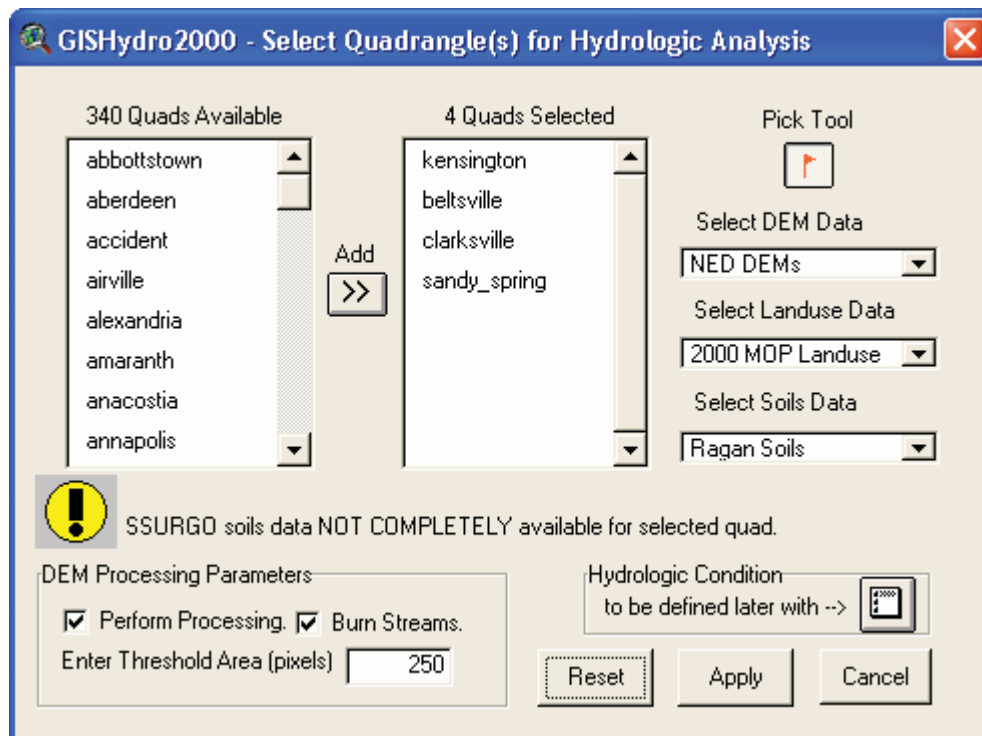 GISHydro2000 - Select Quadrangle(s) for Hydrologic Analysis
340 Quads Available
abbottstown
aberdeen
accident
airville
alexandria
amaranth
anacostia
annapolis
Add
>>
4 Quads Selected
kensington
beltsville
clarksville
sandy_spring
Pick Tool
Select DEM Data
NED DEMs
Select Landuse Data
2000 MOP Landuse
Select Soils Data
Ragan Soils
SSURGO soils data NOT COMPLETELY available for selected quad.
DEM Processing Parameters
Perform Processing. Burn Streams.
Enter Threshold Area (pixels) 250
Hydrologic Condition
to be defined later with -->
Reset Apply Cancel